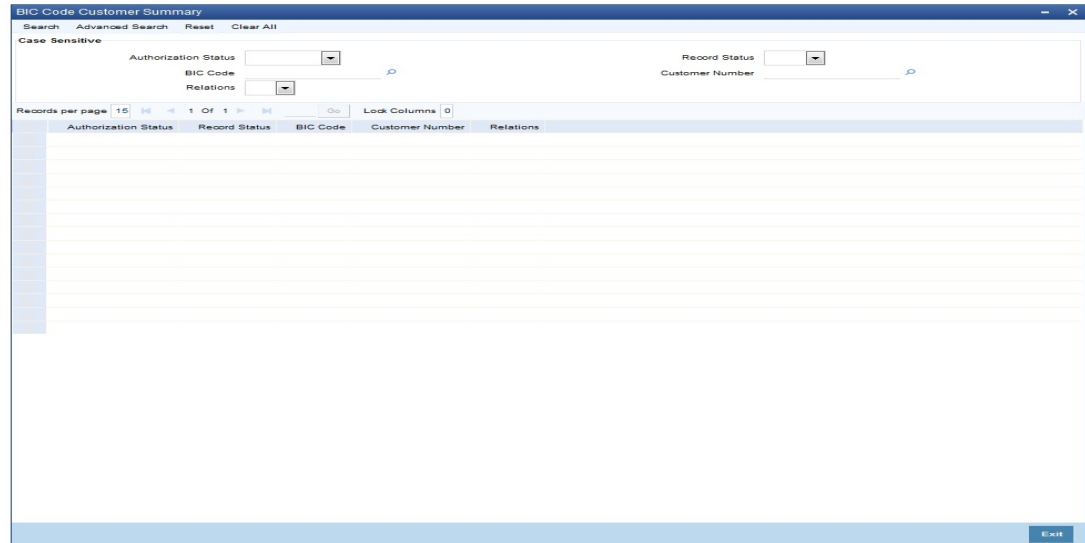 BIC Code Customer Summary
Search Advanced Search Reset Clear All
Case Sensitive
Authorization Status Record Status
BIC Code Customer Number
Relations
Records per page 15 1 Of 1 Go Lock Columns 0
Authorization Status Record Status BIC Code Customer Number Relations
Exit